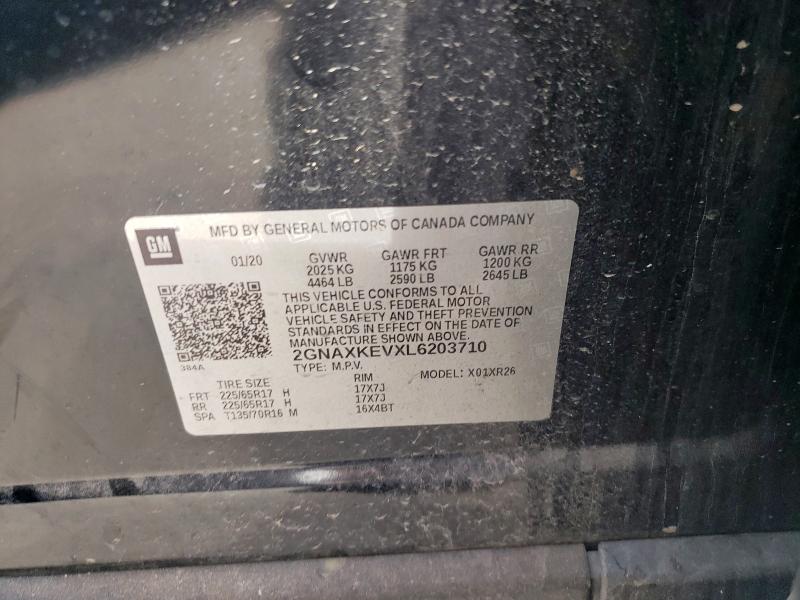 GM
MFD BY GENERAL MOTORS OF CANADA COMPANY
01/20 GVWR GAWR FRT GAWR RR
2025 KG 1175 KG 1200 KG
4464 LB 2590 LB 2645 LB
THIS VEHICLE CONFORMS TO ALL
APPLICABLE U.S. FEDERAL MOTOR
VEHICLE SAFETY AND THEFT PREVENTION
STANDARDS IN EFFECT ON THE DATE OF
MANUFACTURE SHOWN ABOVE.
384A
2GNAXKEVXL6203710
TYPE: M.P.V. MODEL: X01XR26
TIRE SIZE RIM
FRT 225/65R17 H 17X7J
RR 225/65R17 H 17X7J
SPA T135/70R16 M 16X4BT